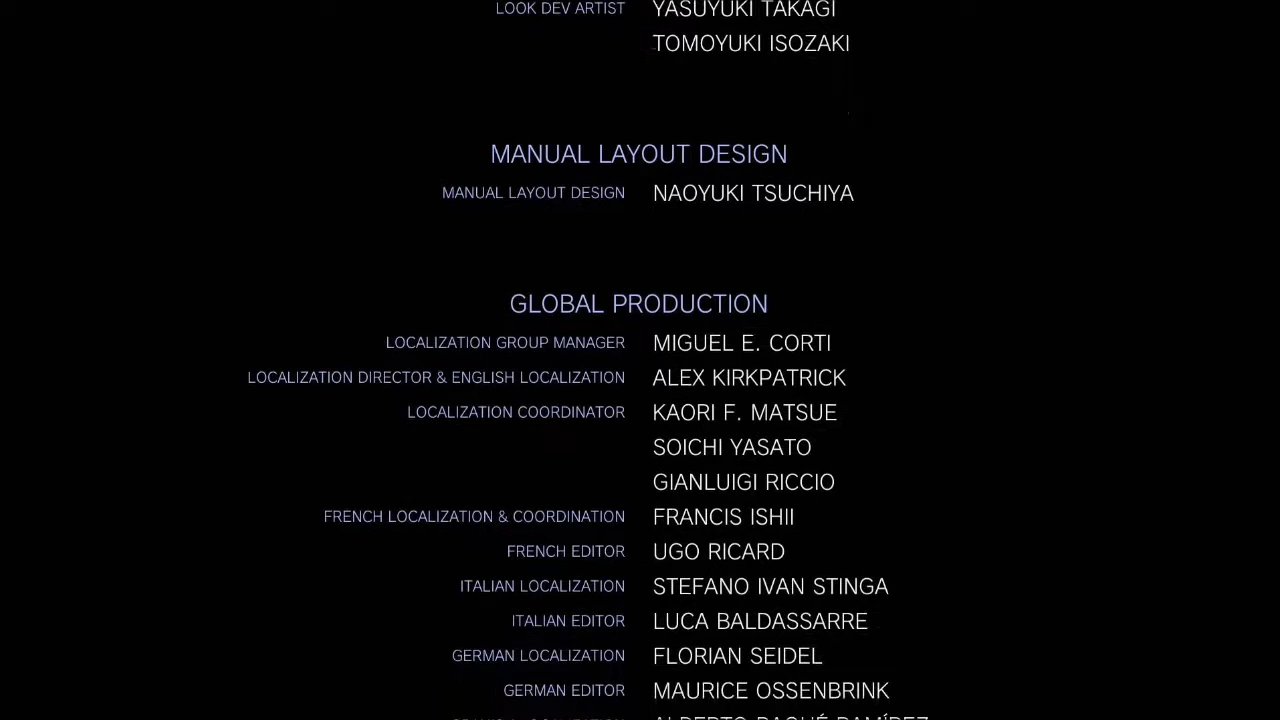 LOOK DEV ARTIST YASUYUKI TAKAGI
TOMOYUKI ISOZAKI
MANUAL LAYOUT DESIGN
MANUAL LAYOUT DESIGN NAOYUKI TSUCHIYA
GLOBAL PRODUCTION
LOCALIZATION GROUP MANAGER MIGUEL E. CORTI
LOCALIZATION DIRECTOR & ENGLISH LOCALIZATION ALEX KIRKPATRICK
LOCALIZATION COORDINATOR KAORI F. MATSUE
SOICHI YASATO
GIANLUIGI RICCIO
FRENCH LOCALIZATION & COORDINATION FRANCIS ISHII
FRENCH EDITOR UGO RICARD
ITALIAN LOCALIZATION STEFANO IVAN STINGA
ITALIAN EDITOR LUCA BALDASSARRE
GERMAN LOCALIZATION FLORIAN SEIDEL
GERMAN EDITOR MAURICE OSSENBRINK